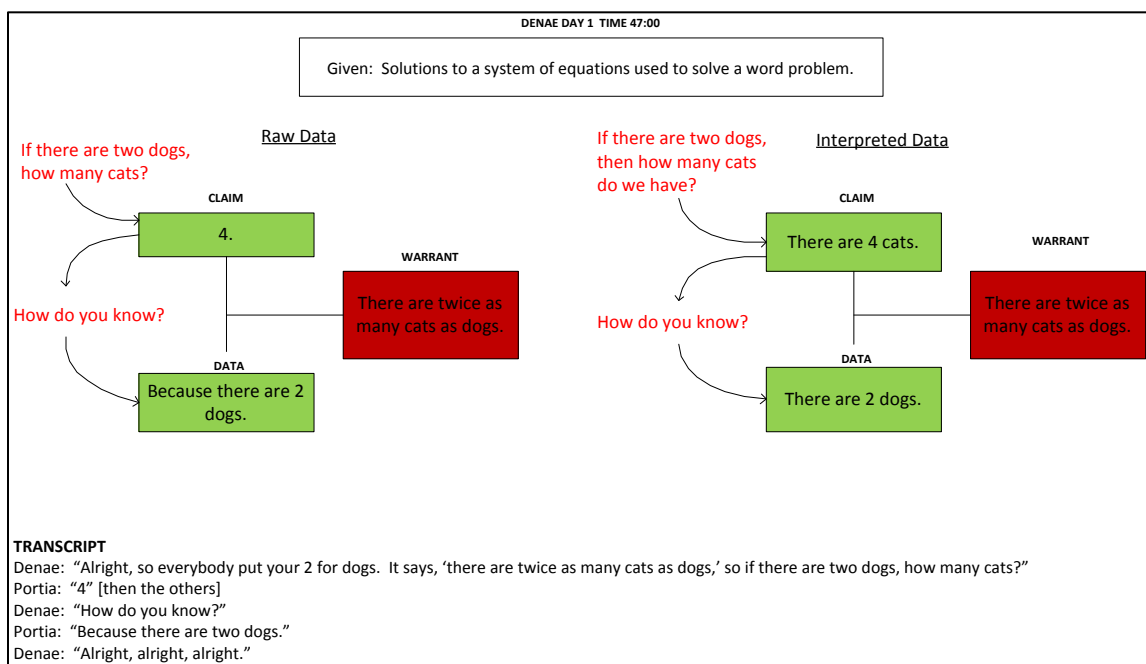 DENAE DAY 1 TIME 47:00
Given: Solutions to a system of equations used to solve a word problem.
Raw Data
If there are two dogs,
how many cats?
CLAIM
4.
WARRANT
There are twice as
many cats as dogs.
How do you know?
DATA
Because there are 2
dogs.
Interpreted Data
If there are two dogs,
then how many cats
do we have?
CLAIM
There are 4 cats.
WARRANT
There are twice as
many cats as dogs.
How do you know?
DATA
There are 2 dogs.
TRANSCRIPT
Denae: “Alright, so everybody put your 2 for dogs. It says, ‘there are twice as many cats as dogs,’ so if there are two dogs, how many cats?”
Portia: “4” [then the others]
Denae: “How do you know?”
Portia: “Because there are two dogs.”
Denae: “Alright, alright, alright.”